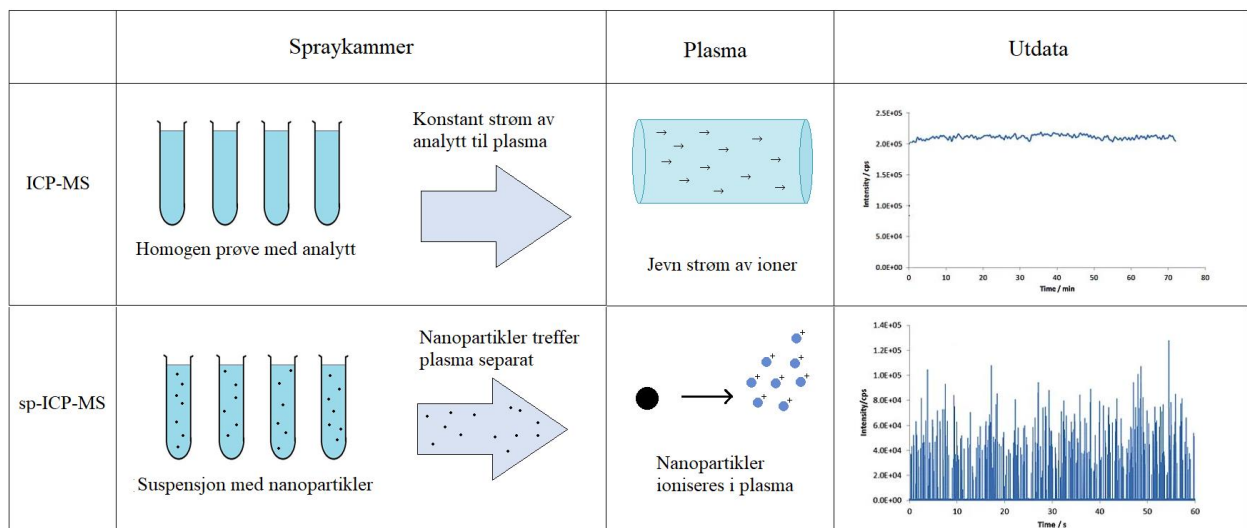 Spraykammer
Plasma
Utdata
ICP-MS
Homogen prøve med analytt
Konstant strøm av
analytt til plasma
Jevn strøm av ioner
Intensity / cps
2.5E+05
2.0E+05
1.5E+05
1.0E+05
5.0E+04
0.0E+00
0 10 20 30 40 50 60 70 80
Time / min
sp-ICP-MS
Suspensjon med nanopartikler
Nanopartikler treffer
plasma separat
+ + + + + + + +
Nanopartikler
ioniseres i plasma
Intensity/cps
1.4E+05
1.2E+05
1.0E+05
8.0E+04
6.0E+04
4.0E+04
2.0E+04
0.0E+00
0 10 20 30 40 50 60
Time / s